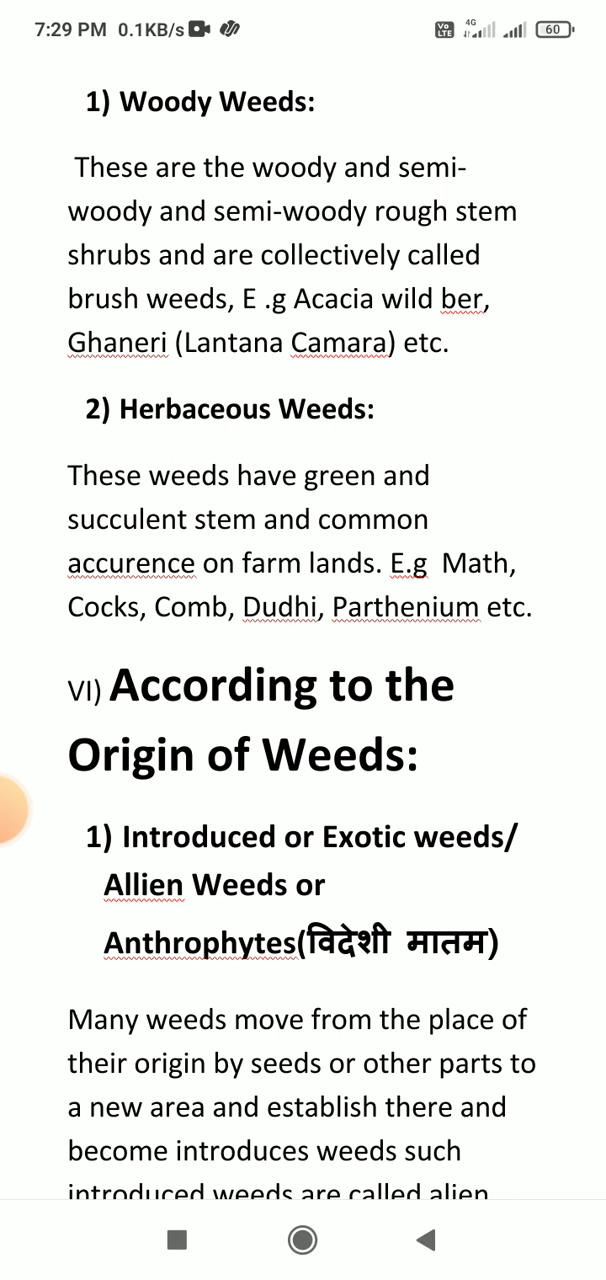 7:29 PM 0.1KB/s Vo LTE 4G 60
1) Woody Weeds:
These are the woody and semi-
woody and semi-woody rough stem
shrubs and are collectively called
brush weeds, E .g Acacia wild ber,
Ghaneri (Lantana Camara) etc.
2) Herbaceous Weeds:
These weeds have green and
succulent stem and common
accurence on farm lands. E.g Math,
Cocks, Comb, Dudhi, Parthenium etc.
VI) According to the
Origin of Weeds:
1) Introduced or Exotic weeds/
Allien Weeds or
Anthrophytes(विदेशी मातम)
Many weeds move from the place of
their origin by seeds or other parts to
a new area and establish there and
become introduces weeds such
introduced weeds are called alien